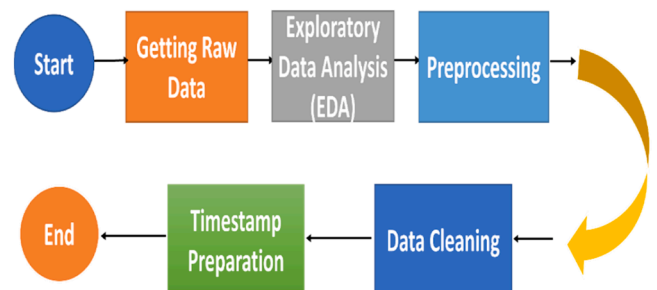 Start
Getting Raw
Data
Exploratory
Data Analysis
(EDA)
Preprocessing
Data Cleaning
Timestamp
Preparation
End